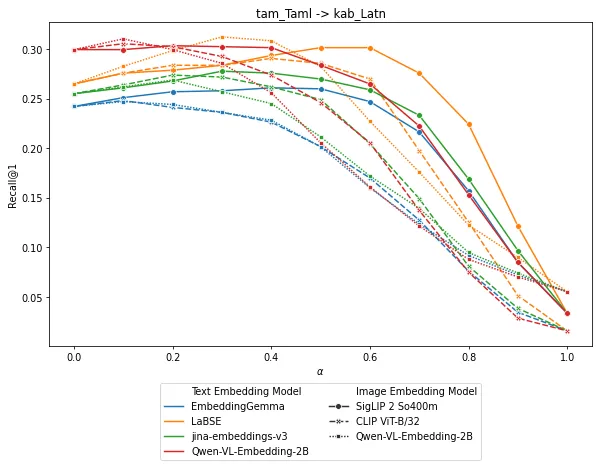 tam_Taml -> kab_Latn
Recall@1
0.30
0.25
0.20
0.15
0.10
0.05
0.0
0.2
0.4
0.6
0.8
1.0
α
Text Embedding Model
EmbeddingGemma
LaBSE
jina-embeddings-v3
Qwen-VL-Embedding-2B
Image Embedding Model
SigLIP 2 So400m
CLIP ViT-B/32
Qwen-VL-Embedding-2B